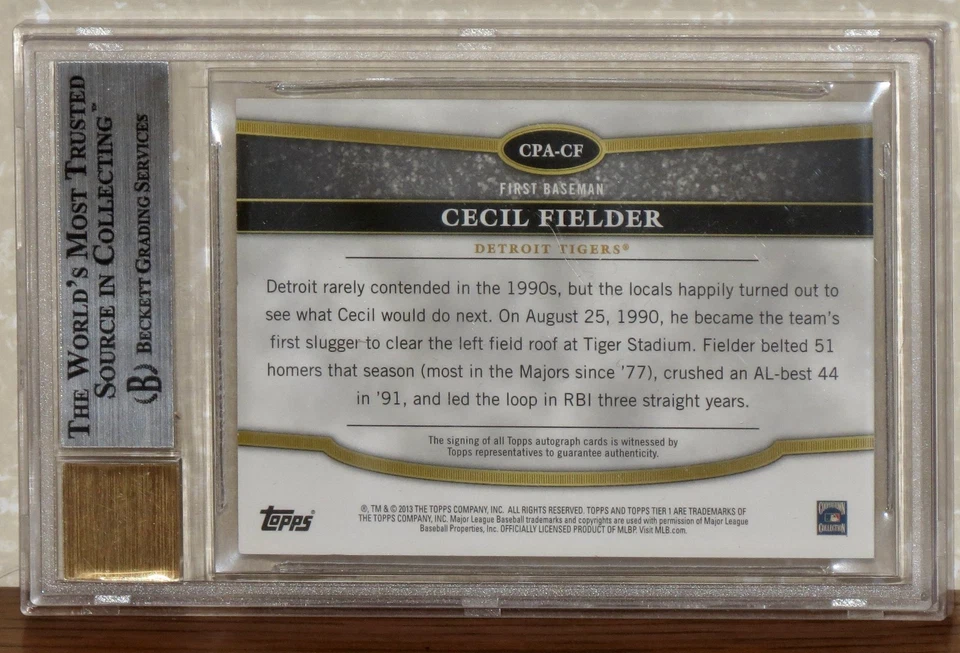 THE WORLD'S MOST TRUSTED
SOURCE IN COLLECTING™
B BECKETT GRADING SERVICES
CPA-CF
FIRST BASEMAN
CECIL FIELDER
DETROIT TIGERS®
Detroit rarely contended in the 1990s, but the locals happily turned out to
see what Cecil would do next. On August 25, 1990, he became the team's
first slugger to clear the left field roof at Tiger Stadium. Fielder belted 51
homers that season (most in the Majors since '77), crushed an AL-best 44
in '91, and led the loop in RBI three straight years.
The signing of all Topps autograph cards is witnessed by
Topps representatives to guarantee authenticity.
Topps®
®, TM & © 2013 THE TOPPS COMPANY, INC. ALL RIGHTS RESERVED. TOPPS AND TOPPS TIER 1 ARE TRADEMARKS OF
THE TOPPS COMPANY, INC. Major League Baseball trademarks and copyrights are used with permission of Major League
Baseball Properties, Inc. OFFICIALLY LICENSED PRODUCT OF MLBP. Visit MLB.com.
COLLECTION